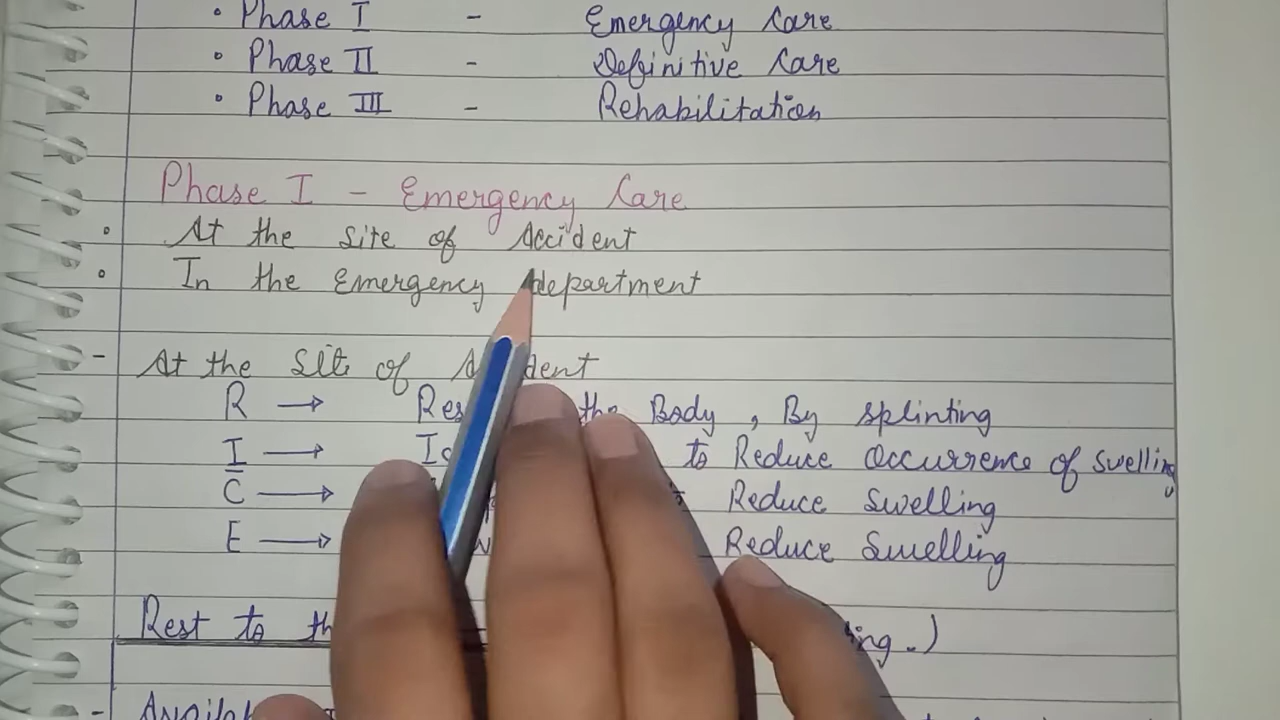 • Phase I - Emergency Care
• Phase II - Definitive Care
• Phase III - Rehabilitation
Phase I - Emergency Care
• At the Site of Accident
• In the Emergency department
- At the Site of
R → the Body, By splinting
I → to Reduce Occurrence of swelling
C → Reduce Swelling
E → Reduce Swelling
Rest to
-